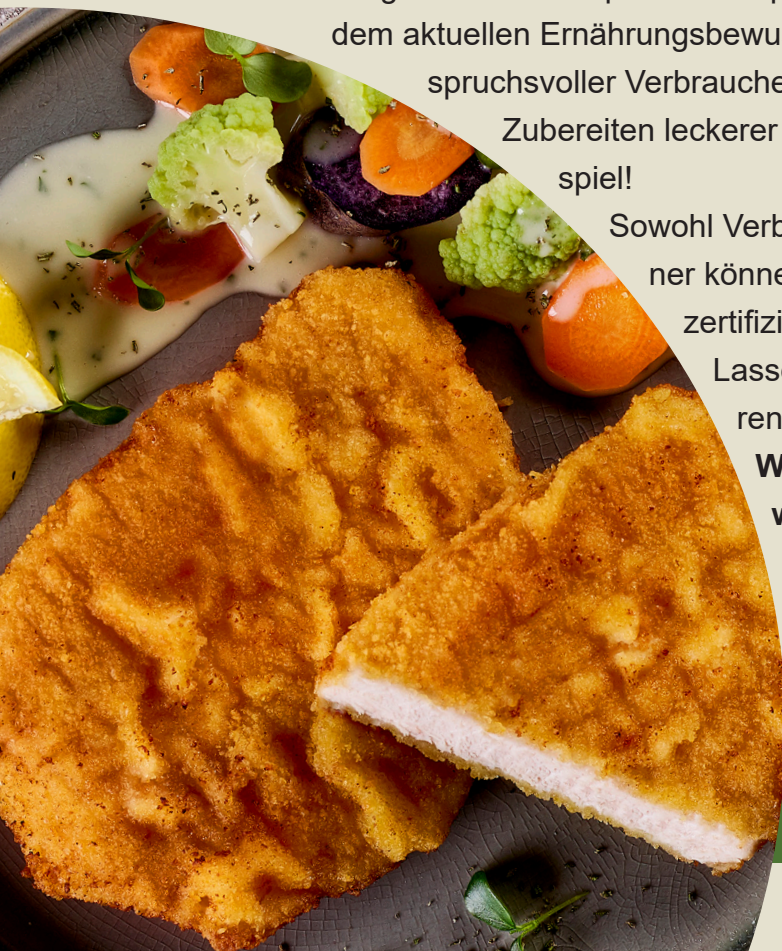 dem aktuellen Ernährungsbewu
spruchsvoller Verbrauche
Zubereiten leckerer
spiel!
Sowohl Verb
ner könne
zertifizi
Lass
ren
W